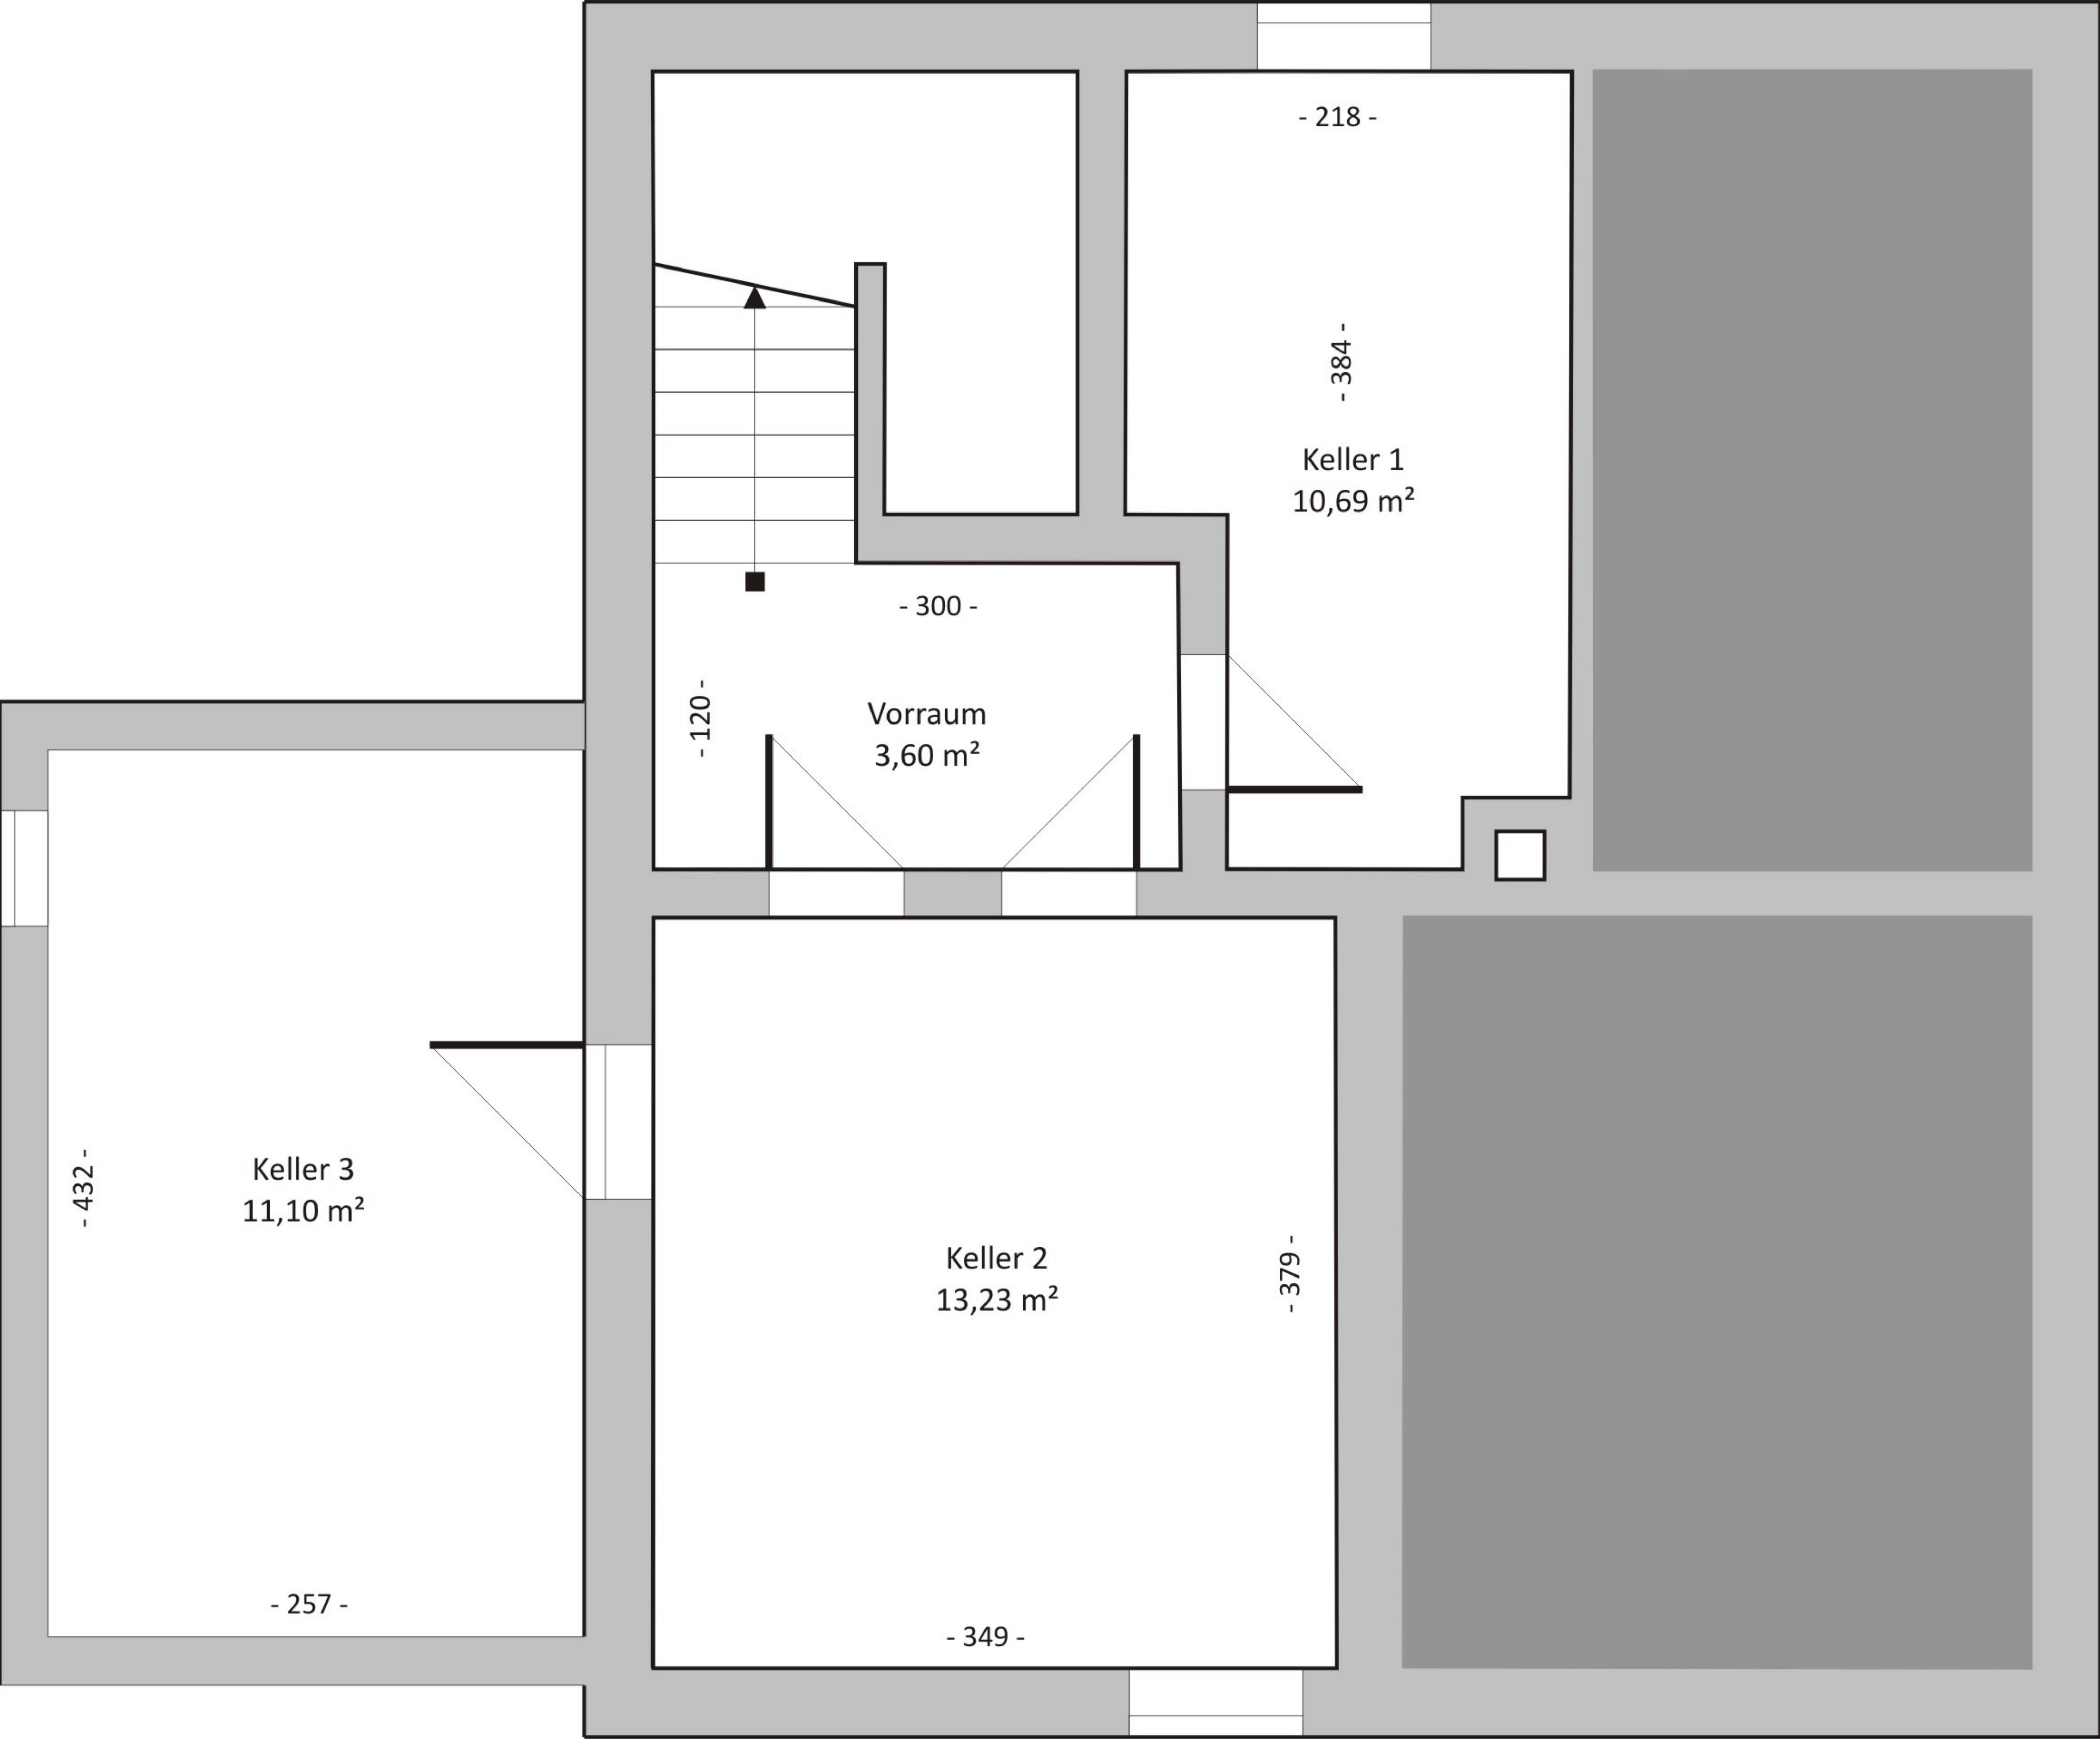 - 218 -
- 384 -
Keller 1
10,69 m²
- 300 -
- 120 -
Vorraum
3,60 m²
- 432 -
Keller 3
11,10 m²
- 257 -
Keller 2
13,23 m²
- 379 -
- 349 -